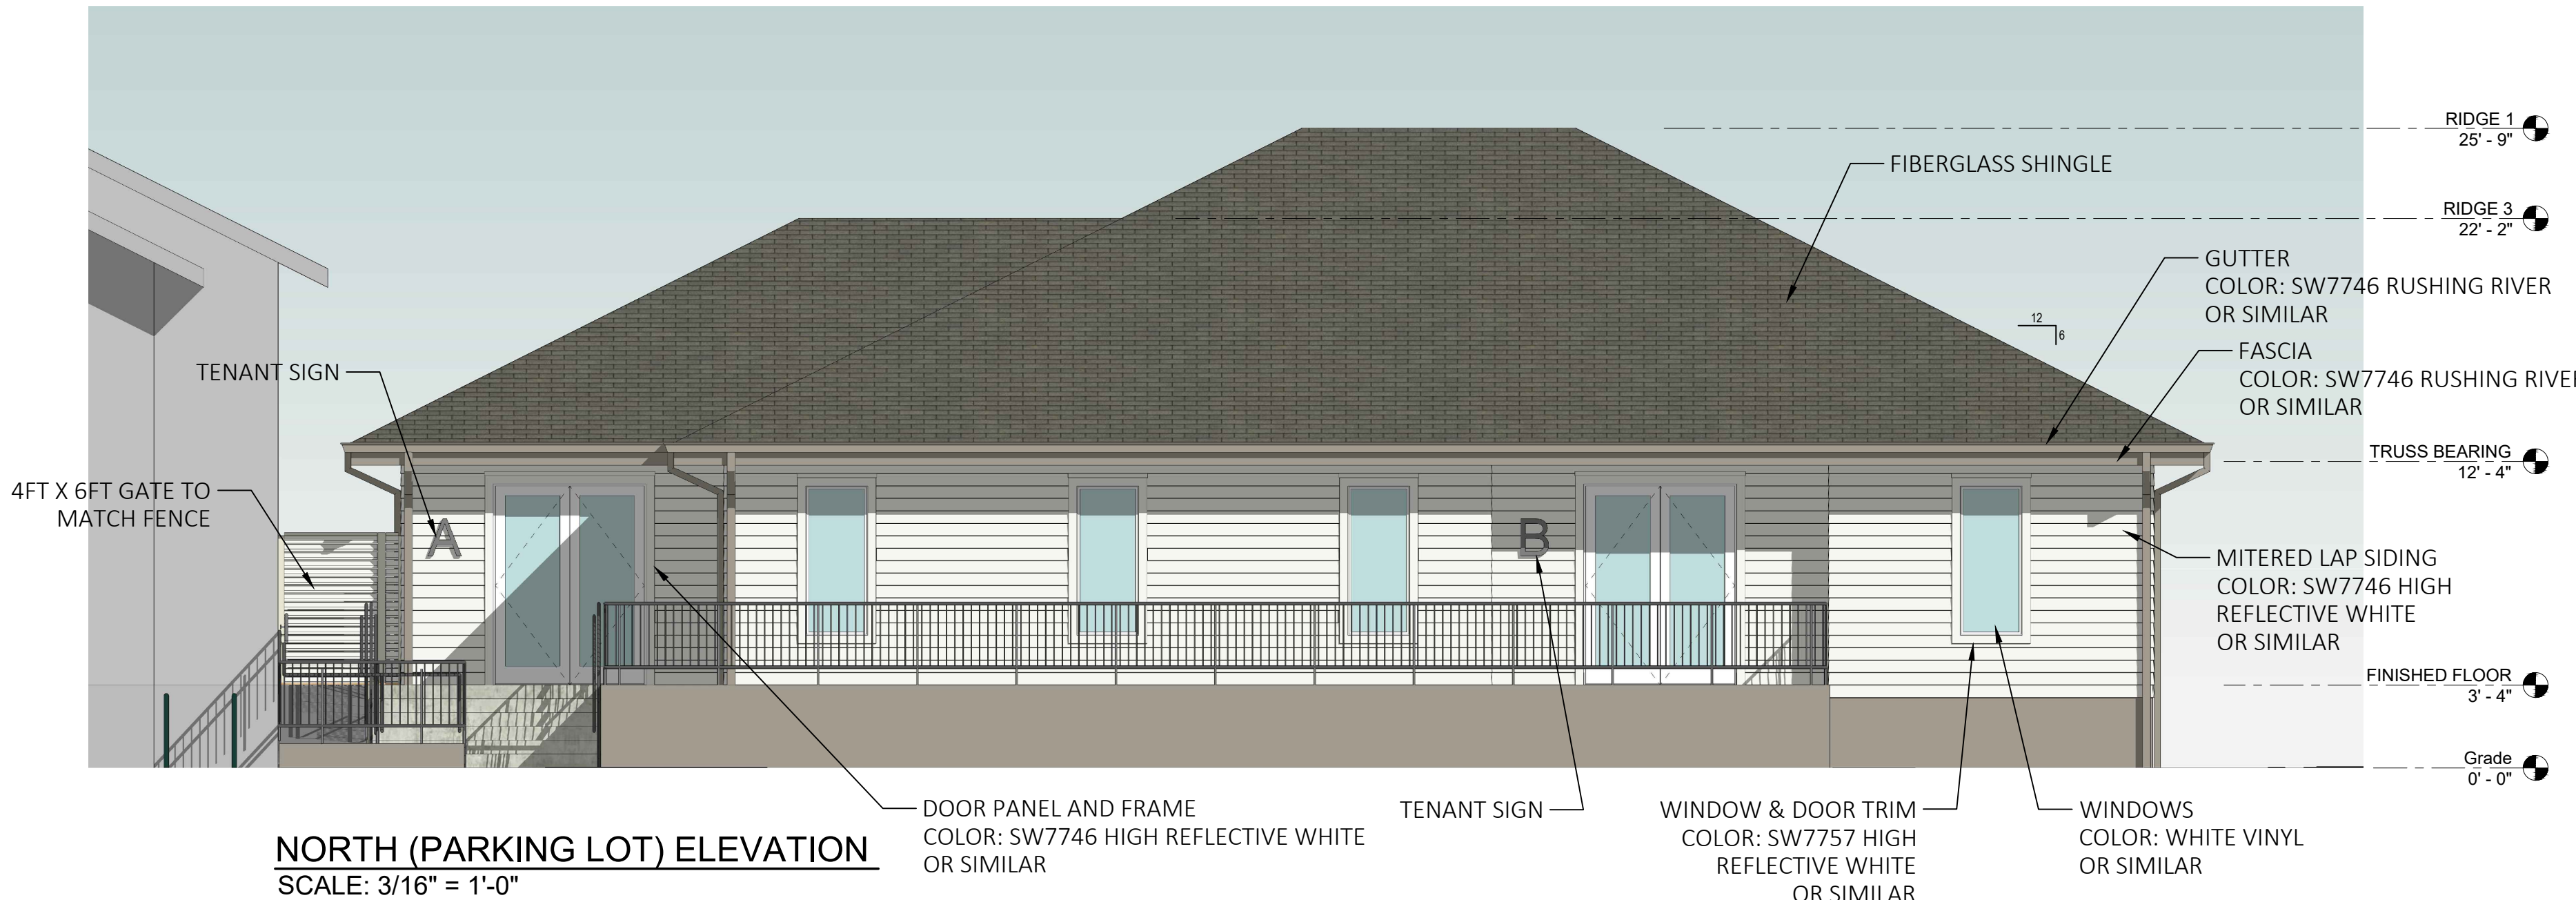 RIDGE 1
25' - 9"
FIBERGLASS SHINGLE
RIDGE 3
22' - 2"
GUTTER
COLOR: SW7746 RUSHING RIVER
OR SIMILAR
12
6
FASCIA
COLOR: SW7746 RUSHING RIVER
OR SIMILAR
TENANT SIGN
TRUSS BEARING
12' - 4"
4FT X 6FT GATE TO
MATCH FENCE
A
B
MITERED LAP SIDING
COLOR: SW7746 HIGH
REFLECTIVE WHITE
OR SIMILAR
FINISHED FLOOR
3' - 4"
Grade
0' - 0"
DOOR PANEL AND FRAME
COLOR: SW7746 HIGH REFLECTIVE WHITE
OR SIMILAR
TENANT SIGN
WINDOW & DOOR TRIM
COLOR: SW7757 HIGH
REFLECTIVE WHITE
OR SIMILAR
WINDOWS
COLOR: WHITE VINYL
OR SIMILAR
NORTH (PARKING LOT) ELEVATION
SCALE: 3/16" = 1'-0"